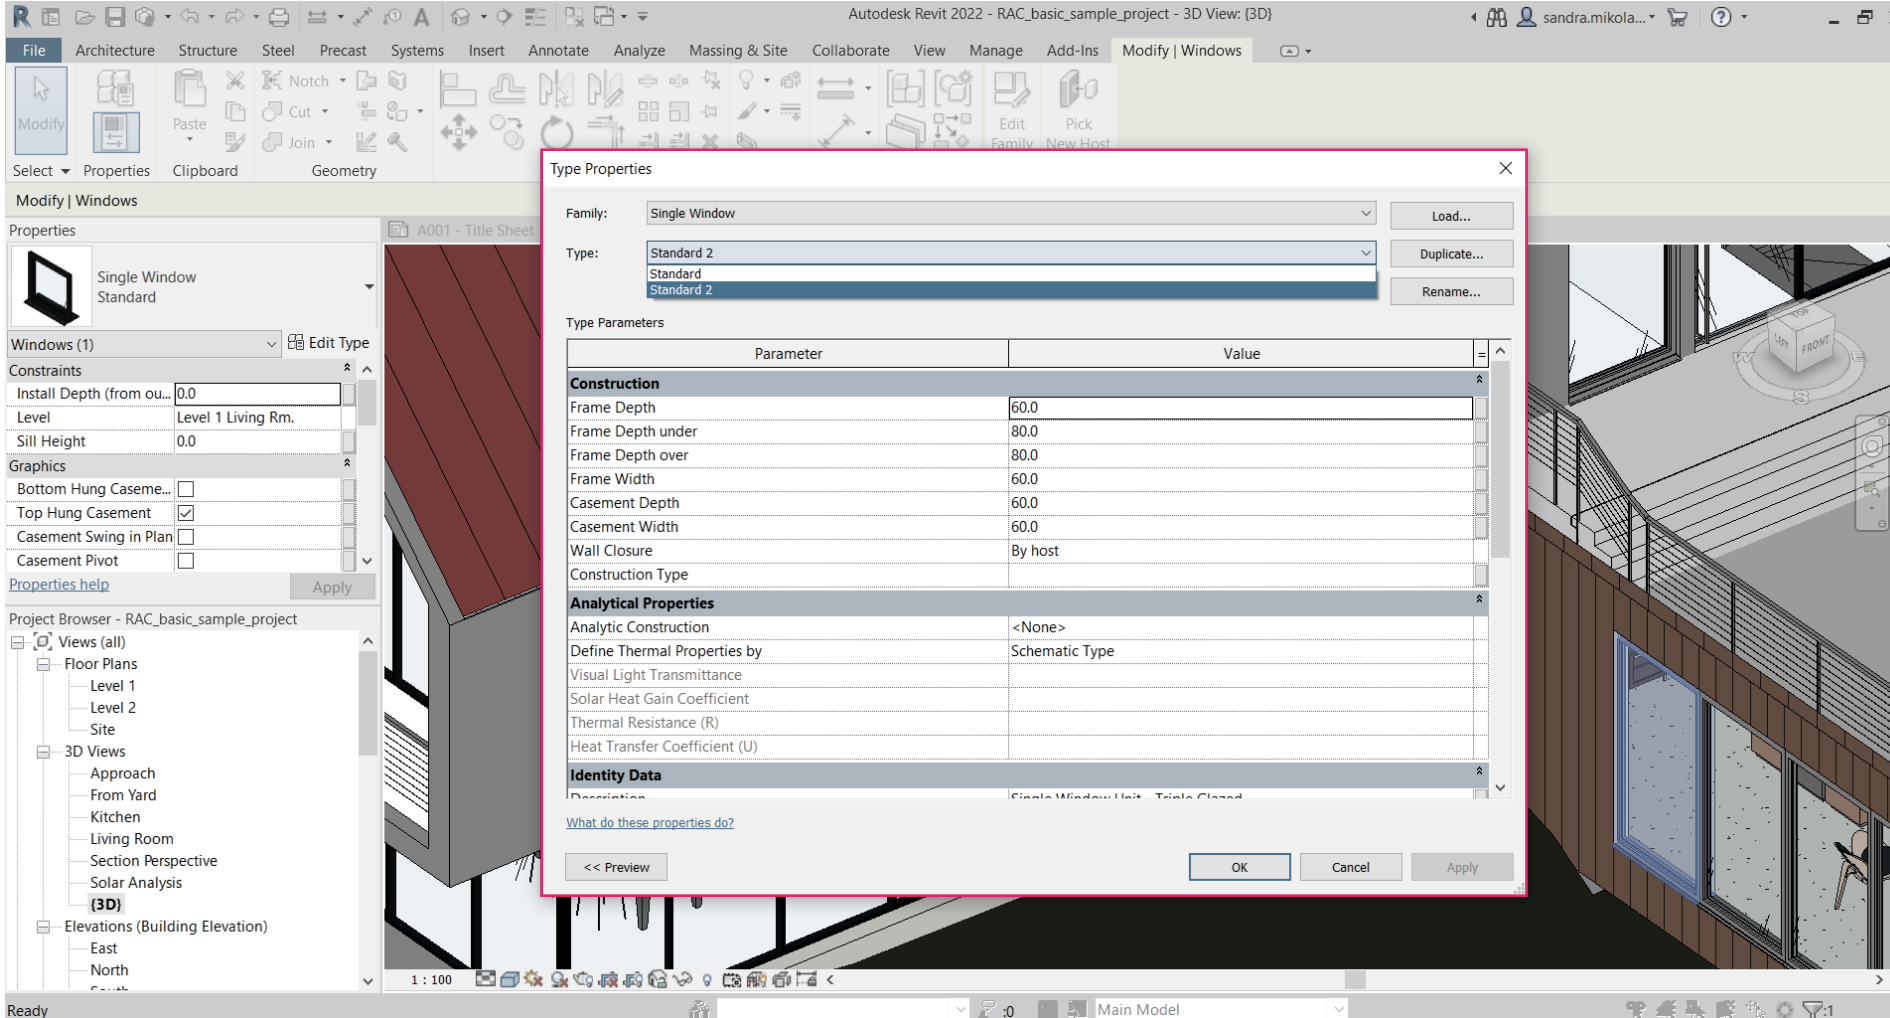 Autodesk Revit 2022 - RAC_basic_sample_project - 3D View: {3D}
sandra.mikola...
File Architecture Structure Steel Precast Systems Insert Annotate Analyze Massing & Site Collaborate View Manage Add-Ins Modify | Windows
Modify
Paste
Notch
Cut
Join
Edit Family
Pick New Host
Select Properties Clipboard Geometry
Modify | Windows
Properties
A001 - Title Sheet
Single Window
Standard
Windows (1)
Edit Type
Constraints
Install Depth (from ou... 0.0
Level Level 1 Living Rm.
Sill Height 0.0
Graphics
Bottom Hung Caseme...
Top Hung Casement
Casement Swing in Plan
Casement Pivot
Properties help
Apply
Project Browser - RAC_basic_sample_project
Views (all)
Floor Plans
Level 1
Level 2
Site
3D Views
Approach
From Yard
Kitchen
Living Room
Section Perspective
Solar Analysis
{3D}
Elevations (Building Elevation)
East
North
South
Type Properties
Family: Single Window
Load...
Type: Standard 2
Duplicate...
Standard
Standard 2
Rename...
Type Parameters
Parameter Value =
Construction
Frame Depth 60.0
Frame Depth under 80.0
Frame Depth over 80.0
Frame Width 60.0
Casement Depth 60.0
Casement Width 60.0
Wall Closure By host
Construction Type
Analytical Properties
Analytic Construction <None>
Define Thermal Properties by Schematic Type
Visual Light Transmittance
Solar Heat Gain Coefficient
Thermal Resistance (R)
Heat Transfer Coefficient (U)
Identity Data
Description Single Window Unit - Triple Glazed
What do these properties do?
<< Preview
OK
Cancel
Apply
TOP
LEFT
FRONT
W
E
S
1 : 100
Ready
:0
Main Model
:1